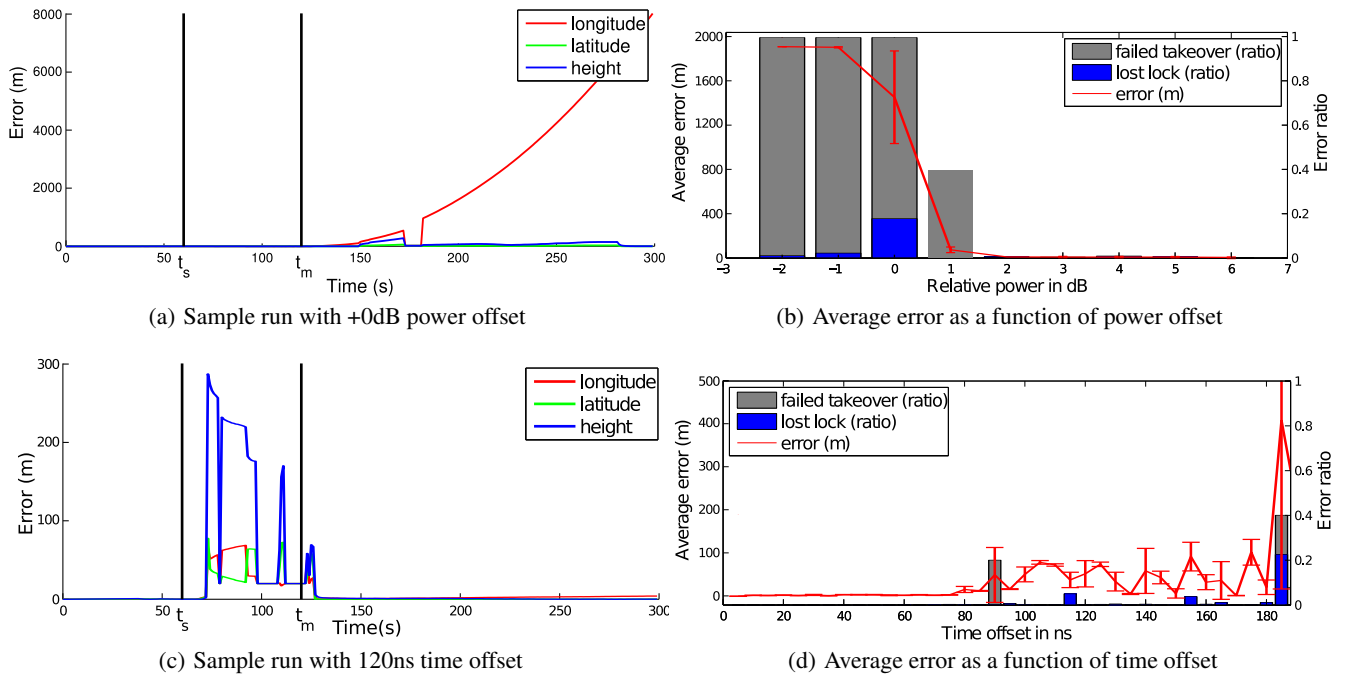 8000
6000
4000
2000
0
Error (m)
longitude
latitude
height
0
50
100
150
200
250
300
t_s
t_m
Time (s)
(a) Sample run with +0dB power offset
2000
1600
1200
800
400
0
Average error (m)
failed takeover (ratio)
lost lock (ratio)
error (m)
1
0.8
0.6
0.4
0.2
0
Error ratio
−3
−2
−1
0
1
2
3
4
5
6
7
Relative power in dB
(b) Average error as a function of power offset
300
200
100
0
Error (m)
longitude
latitude
height
0
50
100
150
200
250
300
t_s
t_m
Time(s)
(c) Sample run with 120ns time offset
500
400
300
200
100
0
Average error (m)
failed takeover (ratio)
lost lock (ratio)
error (m)
1
0.8
0.6
0.4
0.2
0
Error ratio
0
20
40
60
80
100
120
140
160
180
Time offset in ns
(d) Average error as a function of time offset